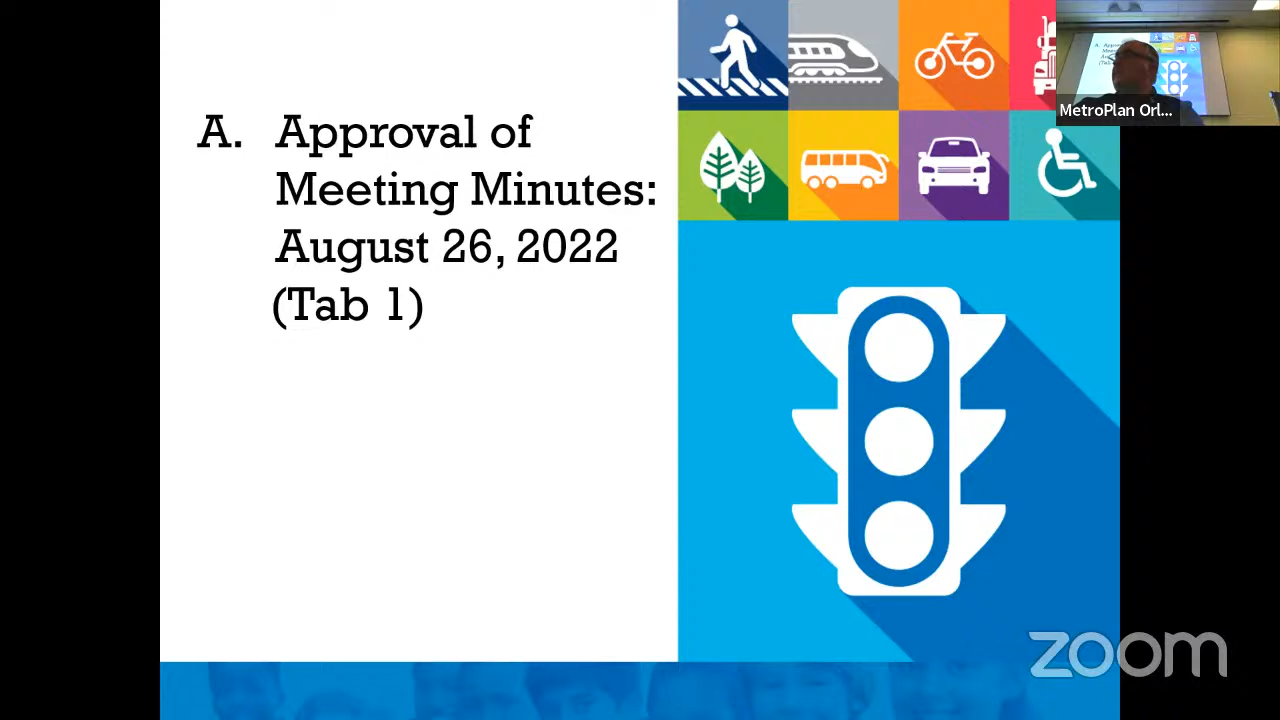 A. Approval of
Meeting Minutes:
August 26, 2022
(Tab 1)
MetroPlan Orl...
zoom